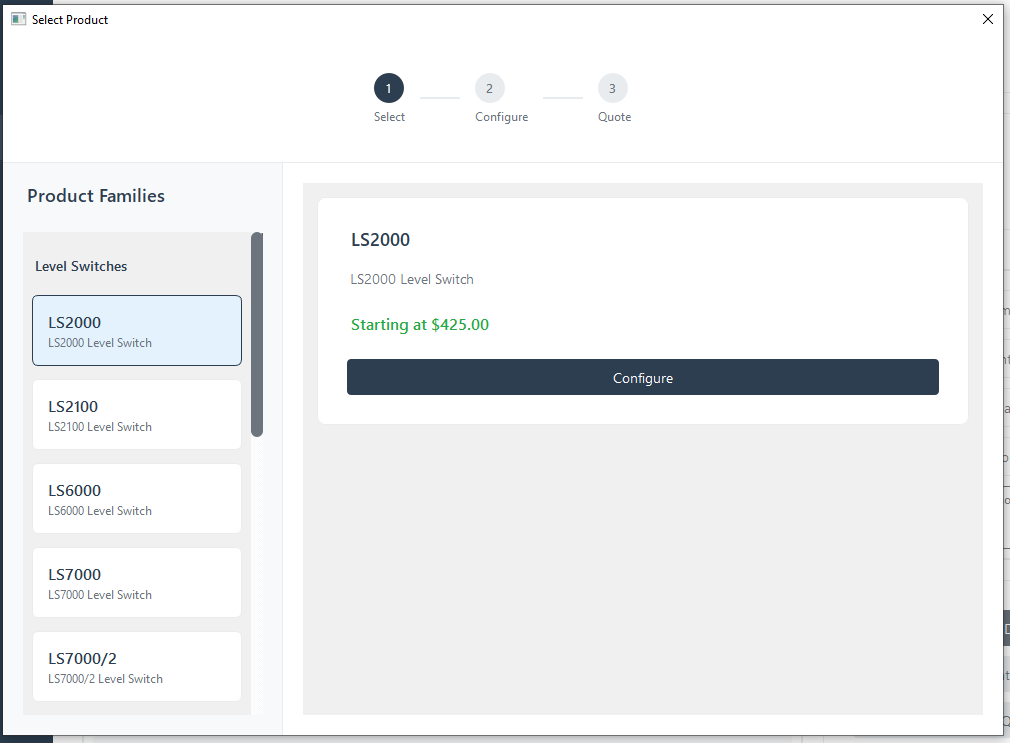 Select Product
1
2
3
Select
Configure
Quote
Product Families
Level Switches
LS2000
LS2000 Level Switch
LS2100
LS2100 Level Switch
LS6000
LS6000 Level Switch
LS7000
LS7000 Level Switch
LS7000/2
LS7000/2 Level Switch
LS2000
LS2000 Level Switch
Starting at $425.00
Configure